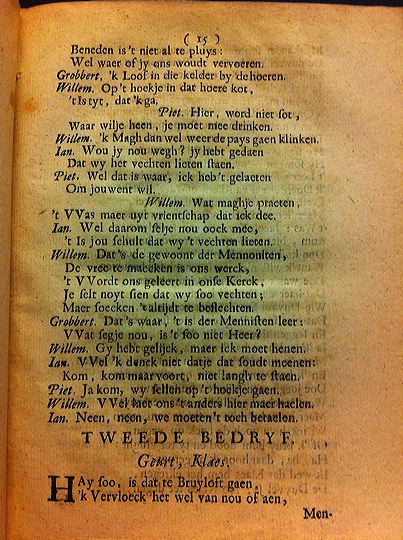 ( 15 )
Beneden is 't niet al te pluys:
Wel waer of jy ons woudt vervoeren.
Grobbert. 'k Loof in die kelder by de hoeren.
Willem. Op 't hoekje in dat hoere kot,
't Is tyt, dat 'k ga.
Piet. Hier, word niet sot,
Waar wilje heen, je moet mee drinken.
Willem. 'k Magh dan wel weer de pays gaen klinken.
Ian. Wou jy nou wegh? jy hebt gedaen
Dat wy het vechten lieten staen.
Piet. Wel dat is waar, ick heb 't gelaeten
Om jou went wil.
Willem. Wat maghje praeten,
't VVas maer uyt vrientschap dat ick dee.
Ian. Wel daarom selje nou oock mee,
't Is jou schult dat wy 't vechten lieten.
Willem. Dat 's de gewoont der Mennoniten,
De vree te maecken is ons werck,
't VVordt ons geleert in onse Kerck,
Je selt noyt sien dat wy soo vechten;
Maer soecken 't altijdt te beslechten.
Grobbert. Dat 's waar, 't is der Mennisten leer:
VVat segje nou, is 't soo niet Heer?
Willem. Gy hebt gelijck, maer ick moet henen.
Ian. VVel 'k denck niet datje dat soudt meenen:
Kom, kom maar voort, niet langh te staen.
Piet. Ja kom, wy sellen op 't hoekje gaen.
Willem. VVel laet ons 't anders hier maer haelen.
Ian. Neen, neen, we moeten 't toch betaelen.
TWEEDE BEDRYF.
Geurt, Klaes.
HAy soo, is dat te Bruyloft gaen,
'k Vervloeck het wel van nou of aen,
Men-